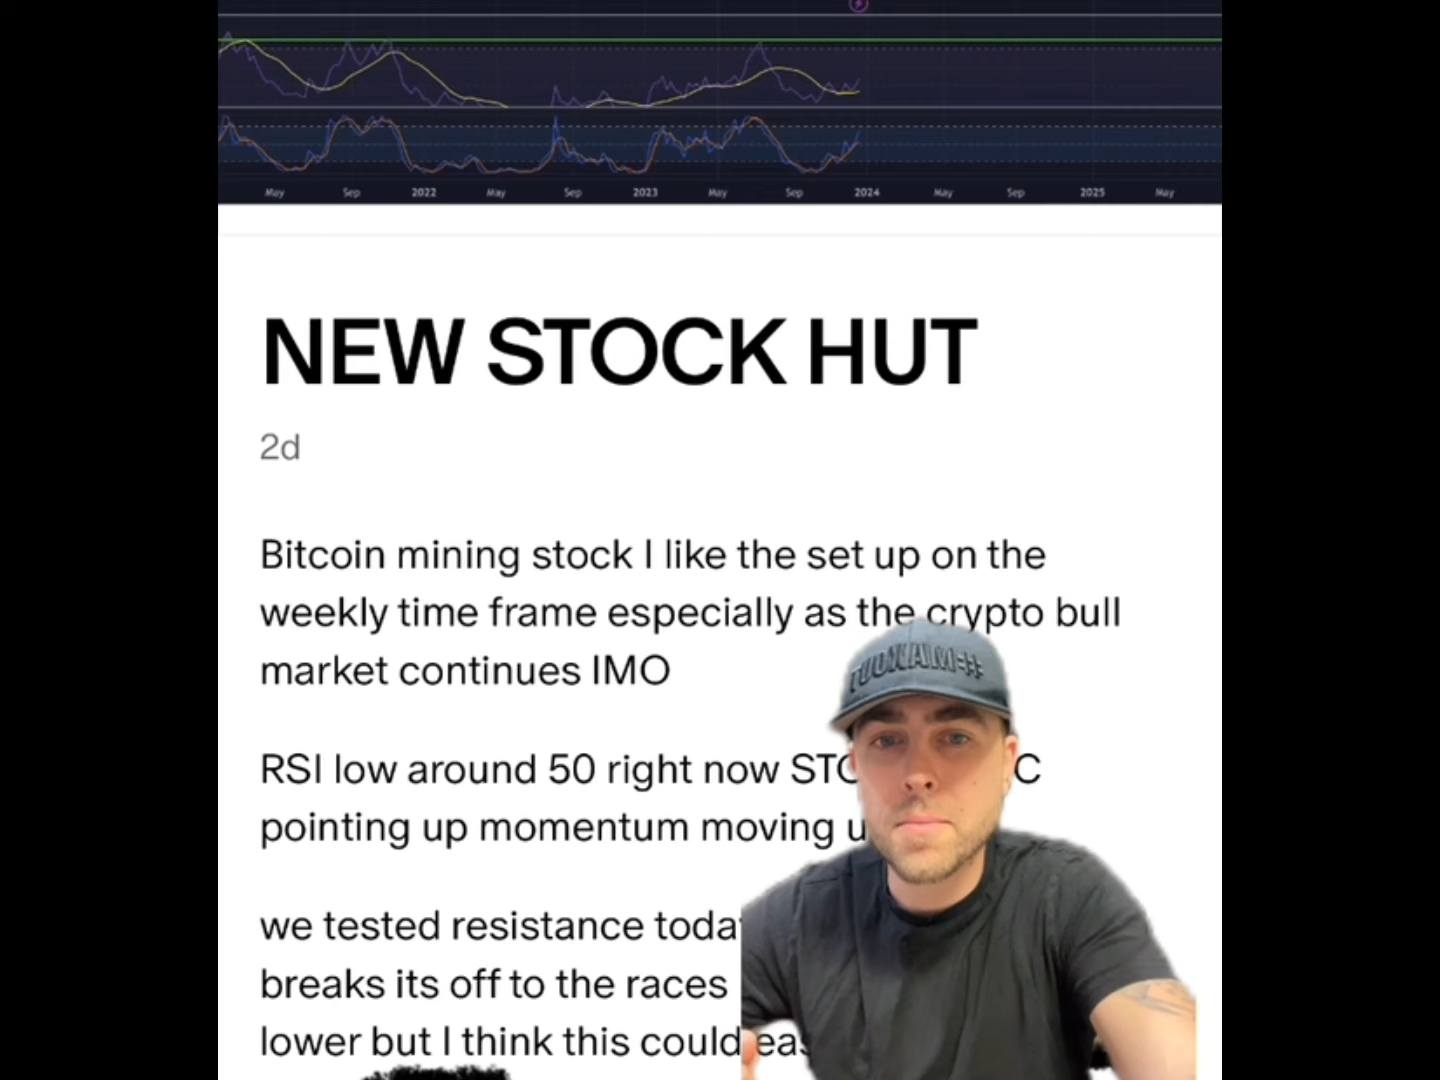 May Sep 2022 May Sep 2023 May Sep 2024 May Sep 2025 May
NEW STOCK HUT
2d
Bitcoin mining stock I like the set up on the
weekly time frame especially as the crypto bull
market continues IMO
RSI low around 50 right now
pointing up momentum moving
we tested resistance
breaks its off to the races
lower but I think this could